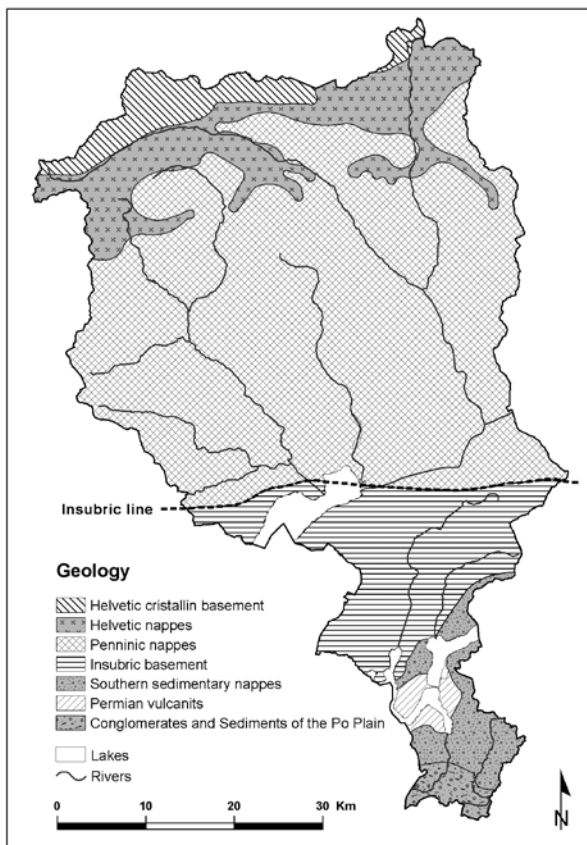 Insubric line
Geology
Helvetic cristallin basement
Helvetic nappes
Penninic nappes
Insubric basement
Southern sedimentary nappes
Permian vulcanits
Conglomerates and Sediments of the Po Plain
Lakes
Rivers
0 10 20 30 Km
N